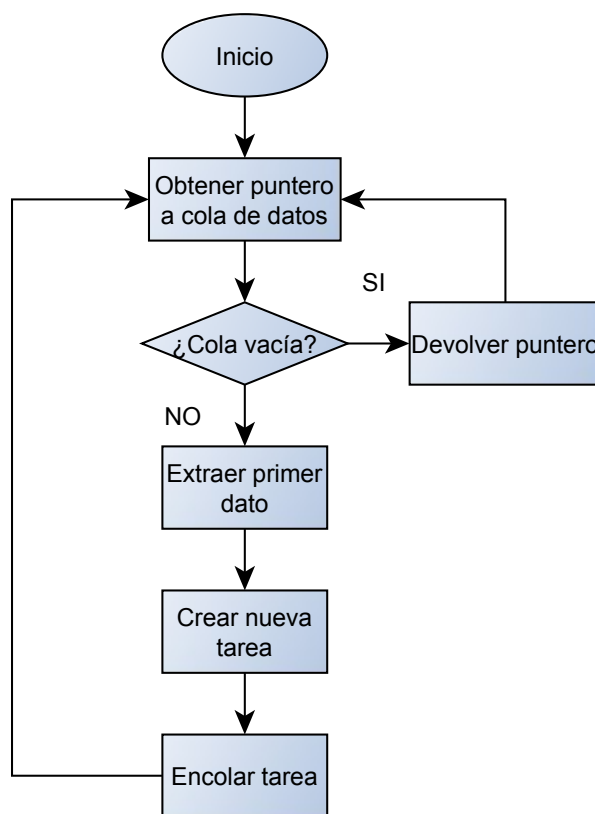 Inicio
Obtener puntero
a cola de datos
SI
¿Cola vacía?
Devolver puntero
NO
Extraer primer
dato
Crear nueva
tarea
Encolar tarea